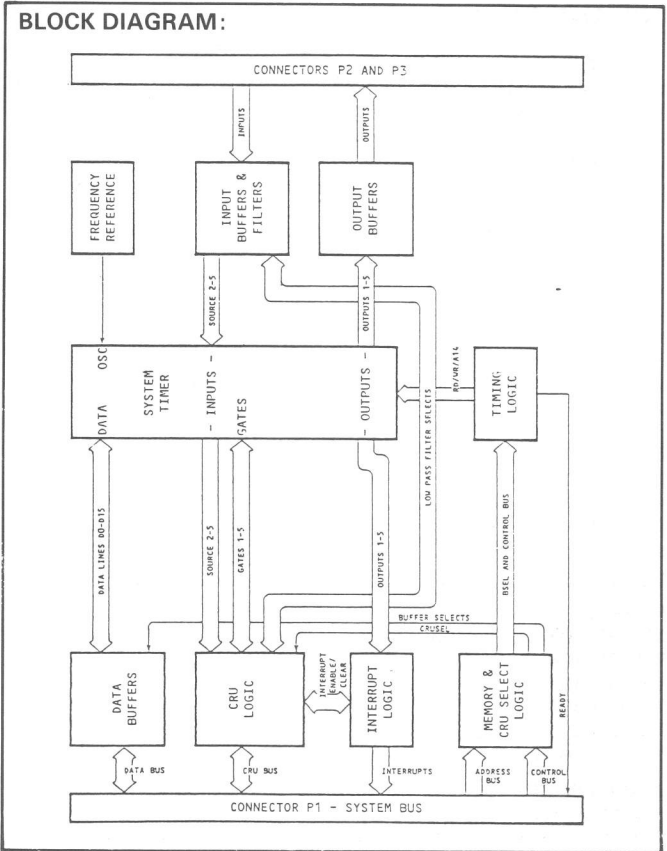 BLOCK DIAGRAM:
CONNECTORS P2 AND P3
INPUTS
OUTPUTS
FREQUENCY
REFERENCE
INPUT
BUFFERS &
FILTERS
OUTPUT
BUFFERS
SOURCE 2-5
OUTPUTS 1-5
OSC
DATA
SYSTEM
TIMER
- INPUTS -
GATES
- OUTPUTS -
RD/WR/A14
TIMING
LOGIC
LOW PASS FILTER SELECTS
DATA LINES D0-D15
SOURCE 2-5
GATES 1-5
OUTPUTS 1-5
BSEL AND CONTROL BUS
BUFFER SELECTS
CRUSEL
DATA
BUFFERS
CRU
LOGIC
INTERRUPT
ENABLE/
CLEAR
INTERRUPT
LOGIC
MEMORY &
CRU SELECT
LOGIC
READY
DATA BUS
CRU BUS
INTERRUPTS
ADDRESS
BUS
CONTROL
BUS
CONNECTOR P1 - SYSTEM BUS